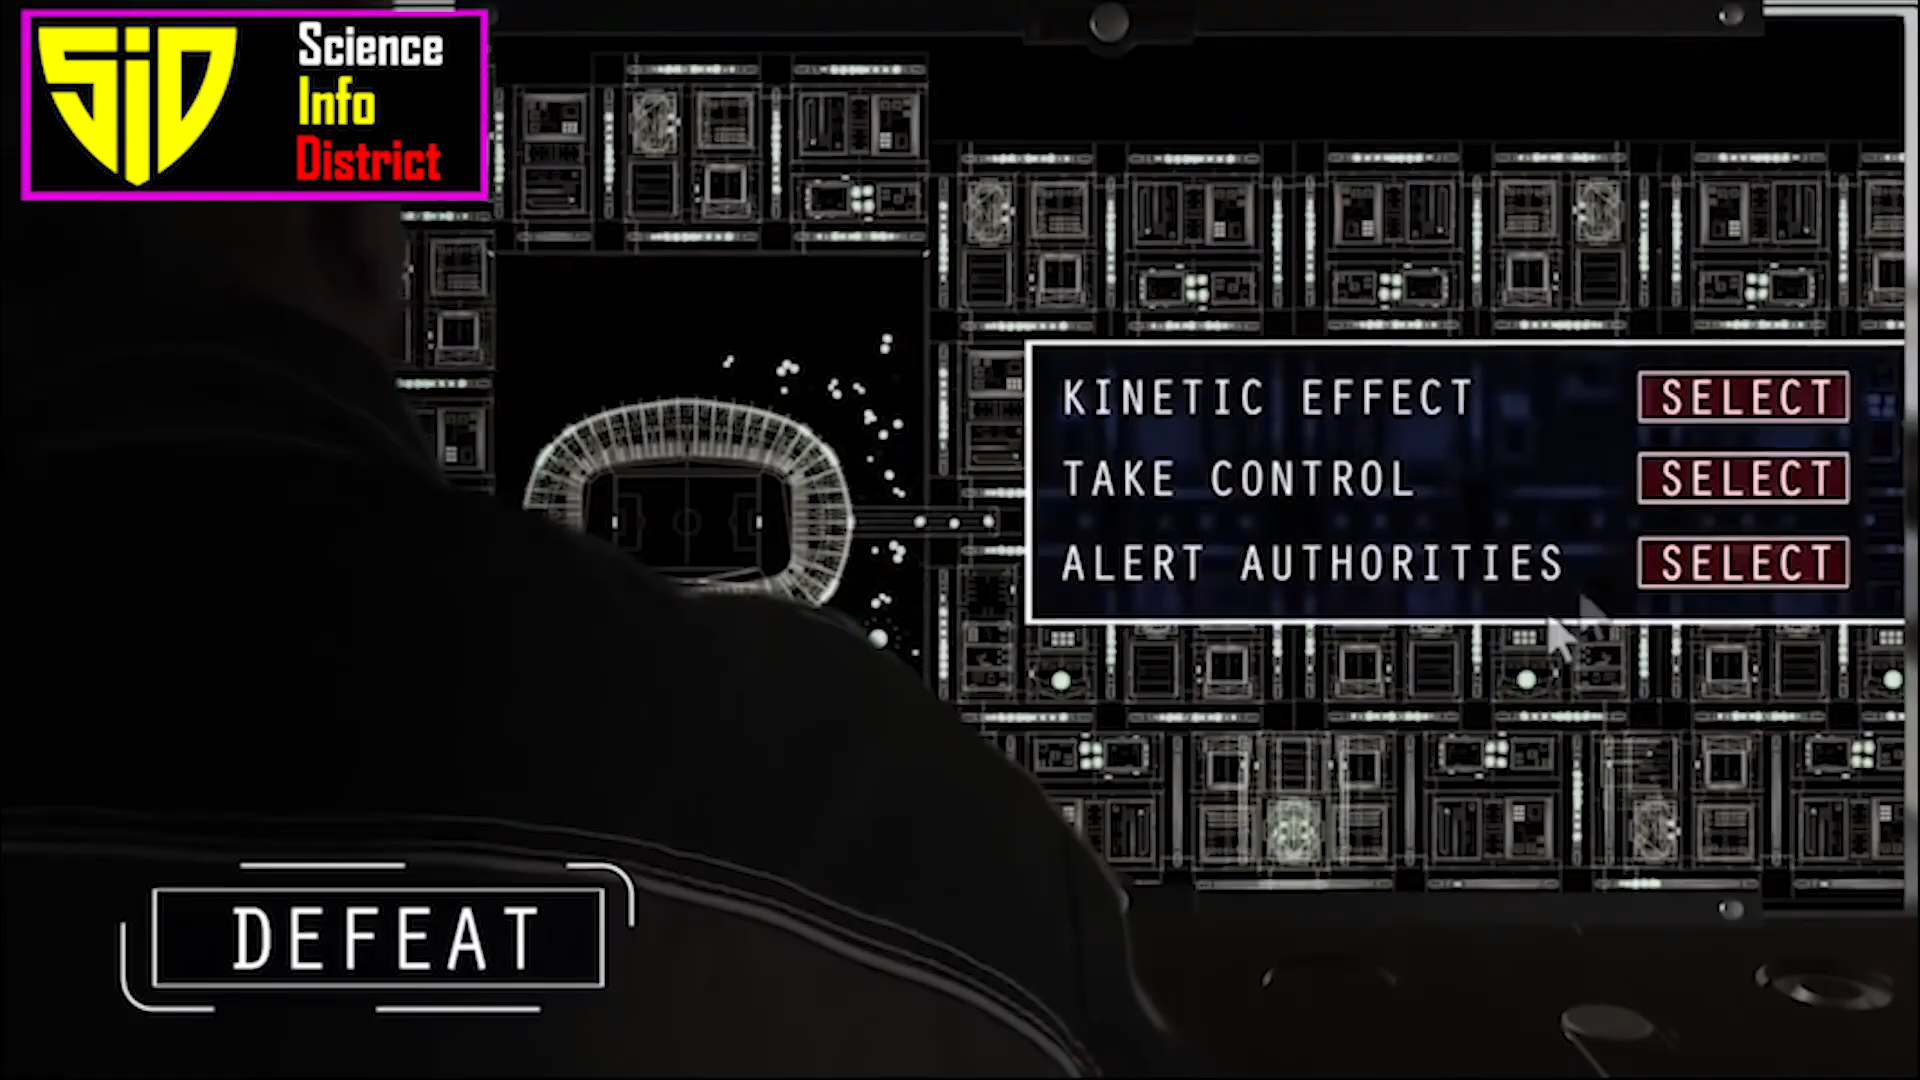 SiD
Science
Info
District
KINETIC EFFECT SELECT
TAKE CONTROL SELECT
ALERT AUTHORITIES SELECT
DEFEAT